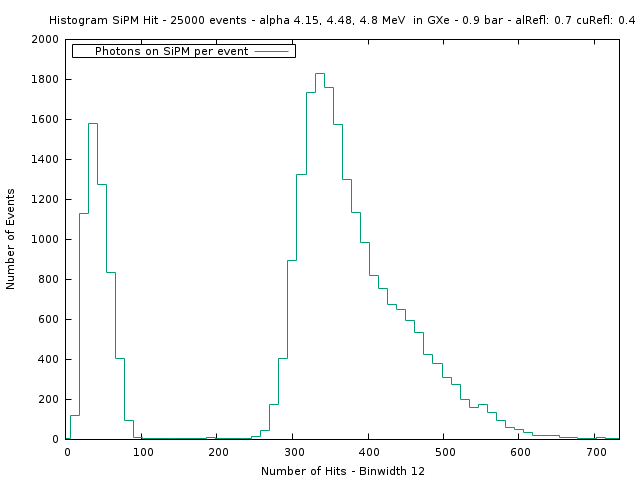 Histogram SiPM Hit - 25000 events - alpha 4.15, 4.48, 4.8 MeV  in GXe - 0.9 bar - alRefl: 0.7 cuRefl: 0.4
Photons on SiPM per event
2000
1800
1600
1400
1200
1000
800
600
400
200
0
Number of Events
0 100 200 300 400 500 600 700
Number of Hits - Binwidth 12